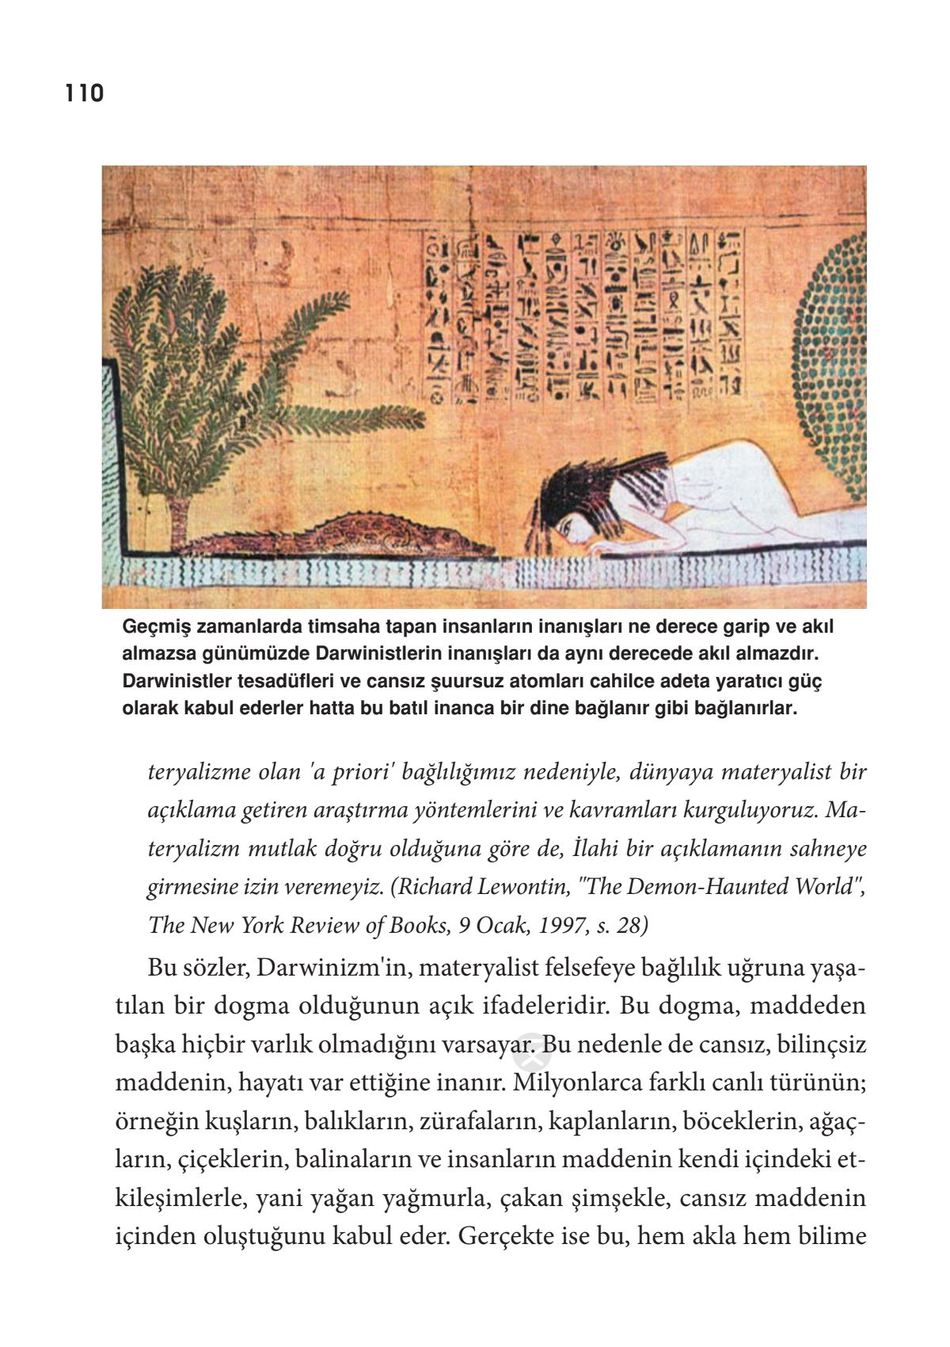 110
Geçmiş zamanlarda timsaha tapan insanların inanışları ne derece garip ve akıl
almazsa günümüzde Darwinistlerin inanışları da aynı derecede akıl almazdır.
Darwinistler tesadüfleri ve cansız şuursuz atomları cahilce adeta yaratıcı güç
olarak kabul ederler hatta bu batıl inanca bir dine bağlanır gibi bağlanırlar.
teryalizme olan 'a priori' bağlılığımız nedeniyle, dünyaya materyalist bir
açıklama getiren araştırma yöntemlerini ve kavramları kurguluyoruz. Ma-
teryalizm mutlak doğru olduğuna göre de, İlahi bir açıklamanın sahneye
girmesine izin veremeyiz. (Richard Lewontin, "The Demon-Haunted World",
The New York Review of Books, 9 Ocak, 1997, s. 28)
Bu sözler, Darwinizm'in, materyalist felsefeye bağlılık uğruna yaşa-
tılan bir dogma olduğunun açık ifadeleridir. Bu dogma, maddeden
başka hiçbir varlık olmadığını varsayar. Bu nedenle de cansız, bilinçsiz
maddenin, hayatı var ettiğine inanır. Milyonlarca farklı canlı türünün;
örneğin kuşların, balıkların, zürafaların, kaplanların, böceklerin, ağaç-
ların, çiçeklerin, balinaların ve insanların maddenin kendi içindeki et-
kileşimlerle, yani yağan yağmurla, çakan şimşekle, cansız maddenin
içinden oluştuğunu kabul eder. Gerçekte ise bu, hem akla hem bilime